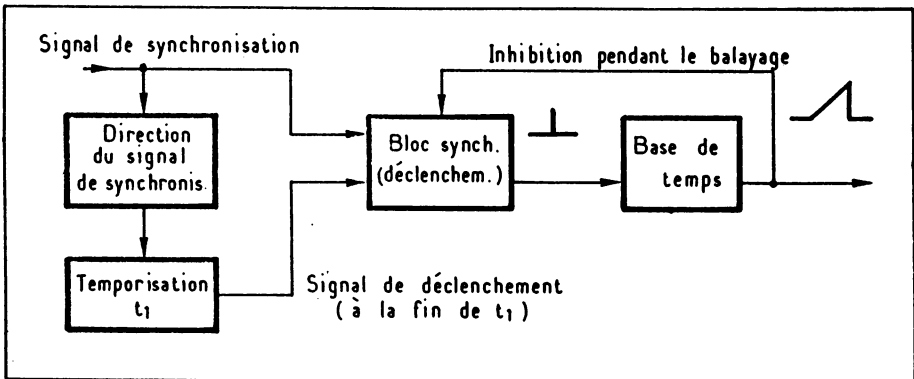 Signal de synchronisation
Inhibition pendant le balayage
Direction
du signal
de synchronis.
Bloc synch.
(déclenchem.)
Base de
temps
Temporisation
t1
Signal de déclenchement
(à la fin de t1)